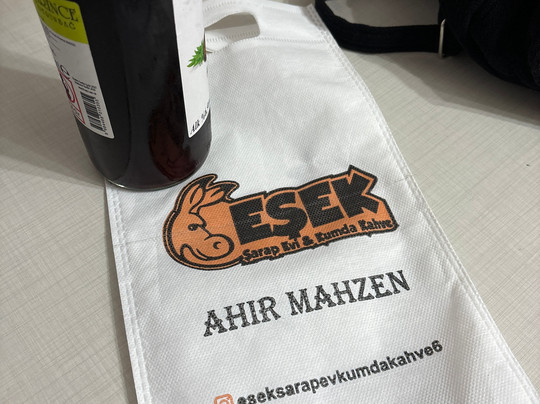 EŞEK
Şarap Evi & Kumda Kahve
AHIR MAHZEN
eseksarapevkumdakahve6